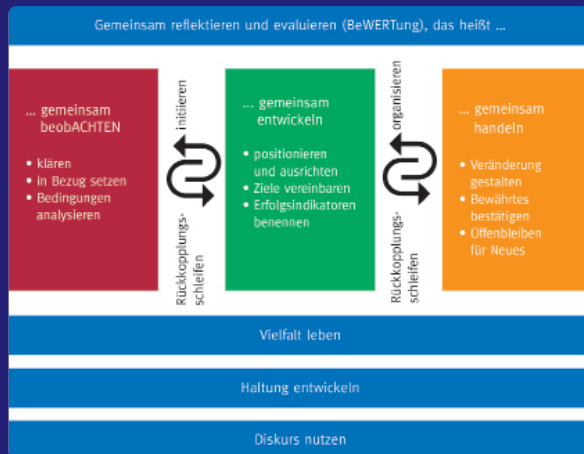 Gemeinsam reflektieren und evaluieren (BeWERTung), das heißt ...
... gemeinsam
beobACHTEN
• klären
• in Bezug setzen
• Bedingungen
analysieren
initiieren
Rückkopplungs-
schleifen
... gemeinsam
entwickeln
• positionieren
und ausrichten
• Ziele vereinbaren
• Erfolgsindikatoren
benennen
organisieren
Rückkopplungs-
schleifen
... gemeinsam
handeln
• Veränderung
gestalten
• Bewährtes
bestätigen
• Offenbleiben
für Neues
Vielfalt leben
Haltung entwickeln
Diskurs nutzen